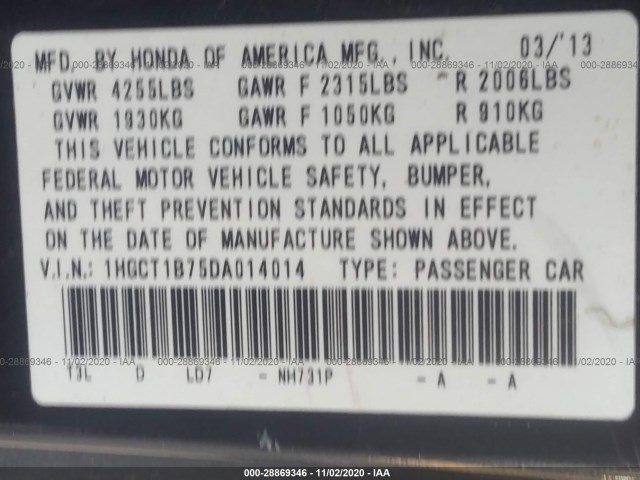 MFD. BY HONDA OF AMERICA MFG., INC. 03/'13
GVWR 4255LBS GAWR F 2315LBS R 2006LBS
GVWR 1930KG GAWR F 1050KG R 910KG
THIS VEHICLE CONFORMS TO ALL APPLICABLE
FEDERAL MOTOR VEHICLE SAFETY, BUMPER,
AND THEFT PREVENTION STANDARDS IN EFFECT
ON THE DATE OF MANUFACTURE SHOWN ABOVE.
V.I.N.: 1HGCT1B75DA014014 TYPE: PASSENGER CAR
T3L D LD7 - NH731P - A - A
000-28869346 - 11/02/2020 - IAA